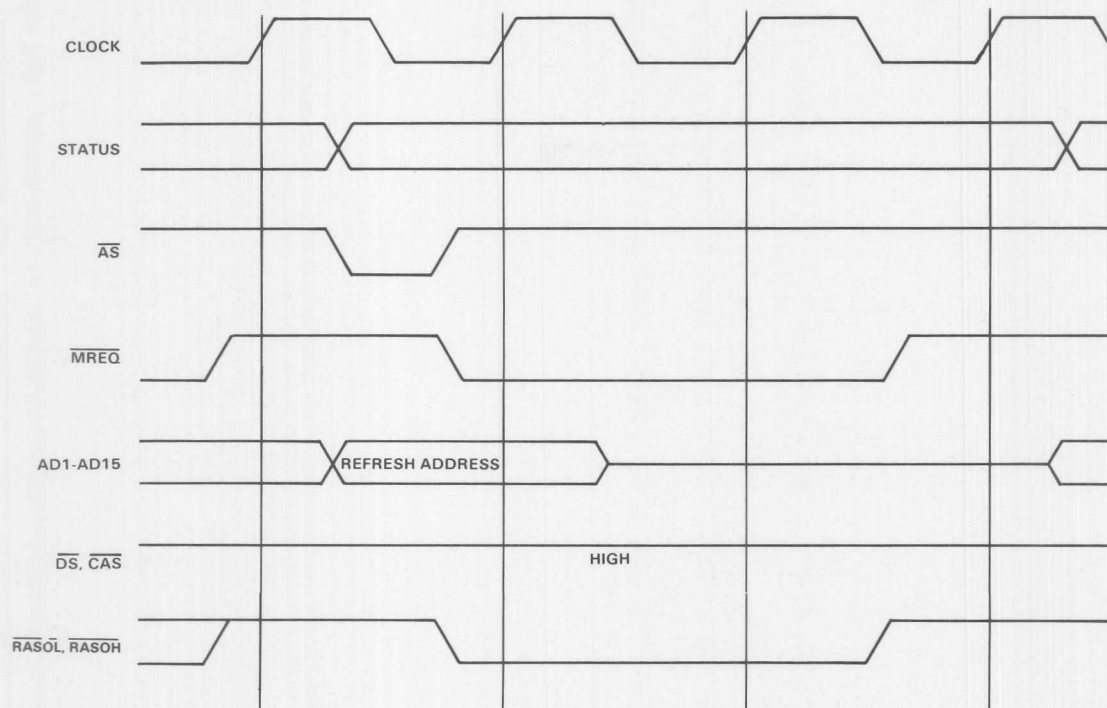 CLOCK
STATUS
AS
MREQ
AD1-AD15 REFRESH ADDRESS
DS, CAS HIGH
RASOL, RASOH